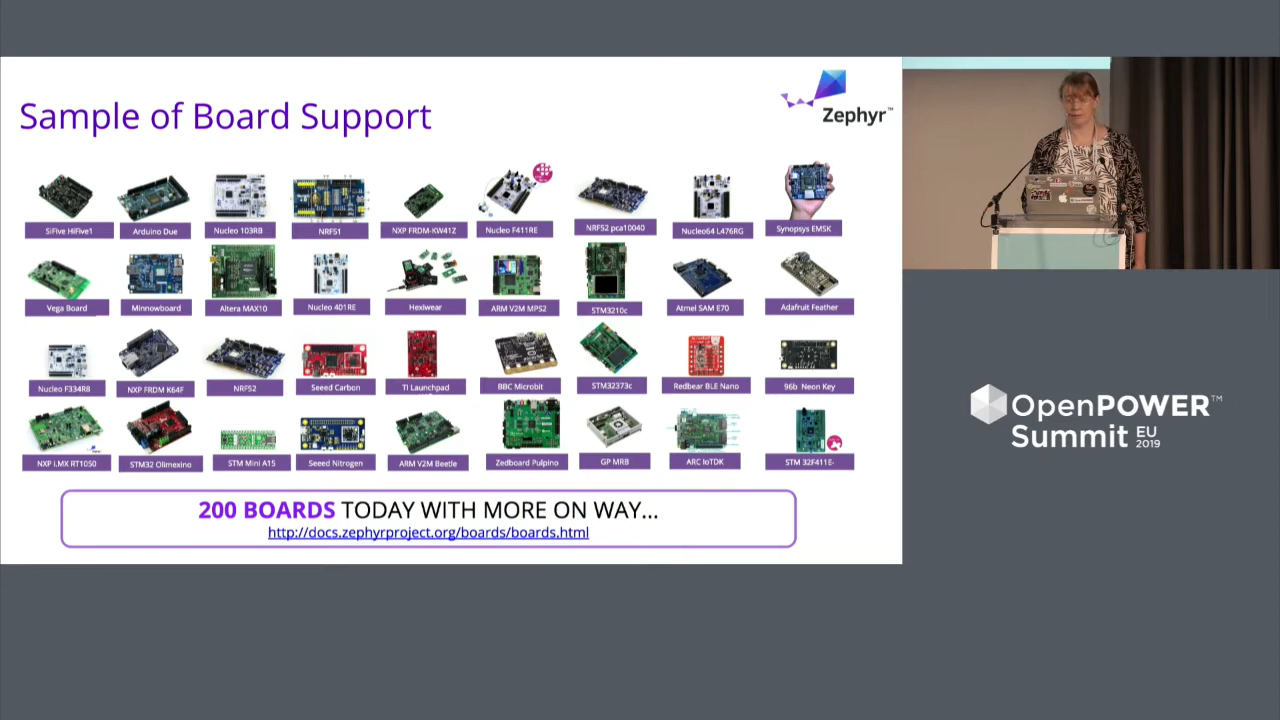 Sample of Board Support
Zephyr™
SiFive HiFive1
Arduino Due
Nucleo 103RB
NRF51
NXP FRDM-KW41Z
Nucleo F411RE
NRF52 pca10040
Nucleo64 L476RG
Synopsys EMSK
Vega Board
Minnowboard
Altera MAX10
Nucleo 401RE
Hexiwear
ARM V2M MPS2
STM3210c
Atmel SAM E70
Adafruit Feather
Nucleo F334R8
NXP FRDM K64F
NRF52
Seeed Carbon
TI Launchpad
BBC Microbit
STM32373c
Redbear BLE Nano
96b Neon Key
NXP i.MX RT1050
STM32 Olimexino
STM Mini A15
Seeed Nitrogen
ARM V2M Beetle
Zedboard Pulpino
GP MRB
ARC IoTDK
STM 32F411E-
200 BOARDS TODAY WITH MORE ON WAY...
http://docs.zephyrproject.org/boards/boards.html
OpenPOWER™
Summit EU 2019